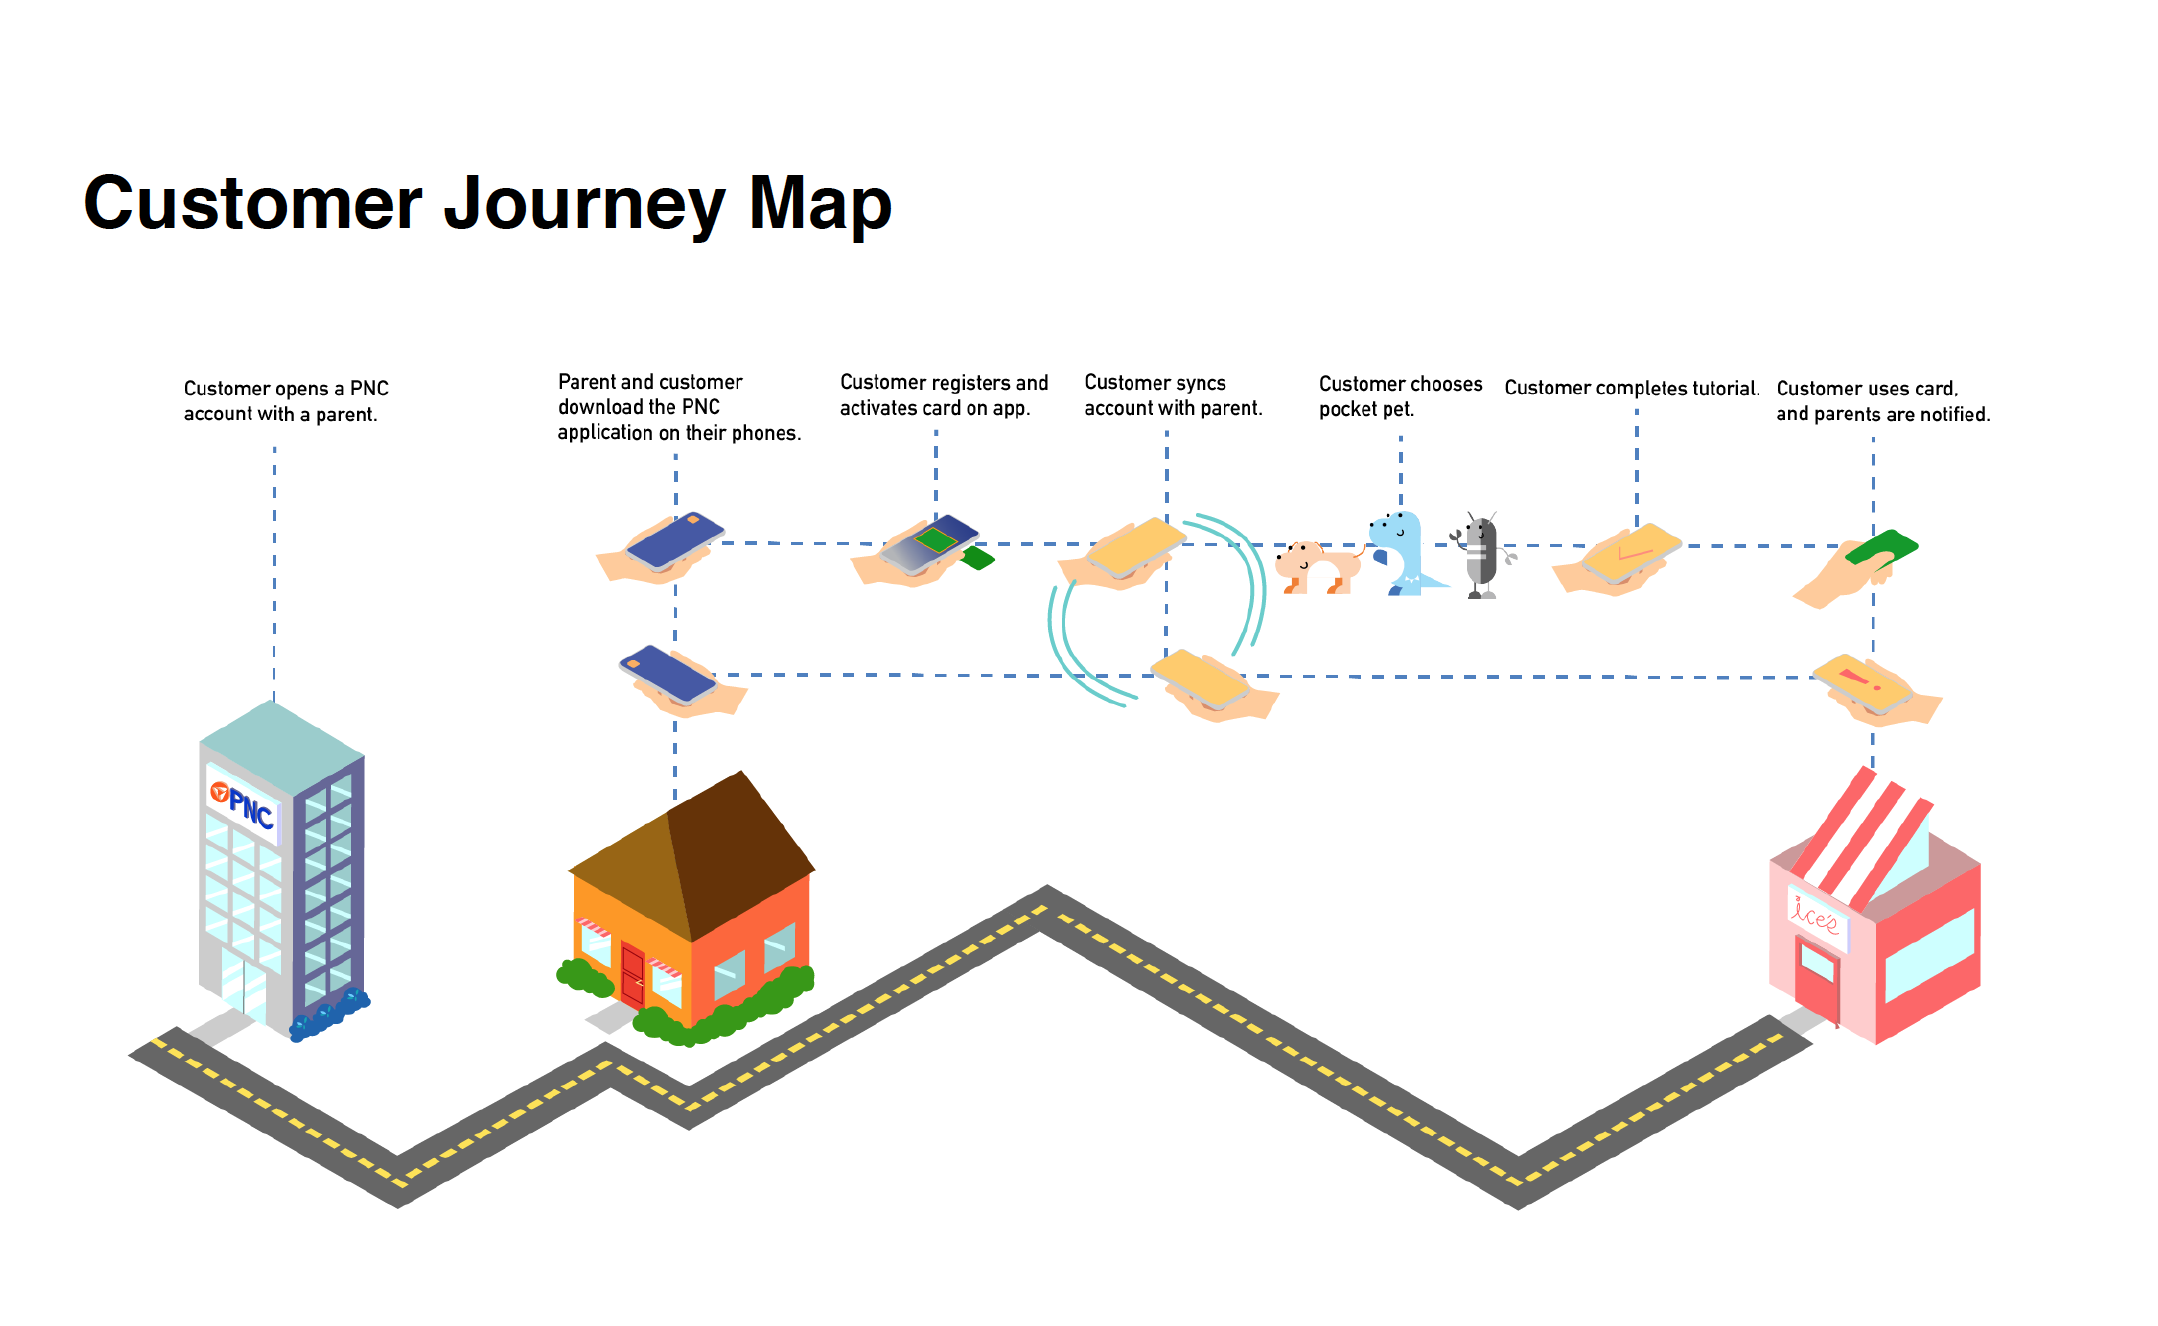 Customer Journey Map
Customer opens a PNC
account with a parent.
Parent and customer
download the PNC
application on their phones.
Customer registers and
activates card on app.
Customer syncs
account with parent.
Customer chooses
pocket pet.
Customer completes tutorial.
Customer uses card,
and parents are notified.
PNC
ice's